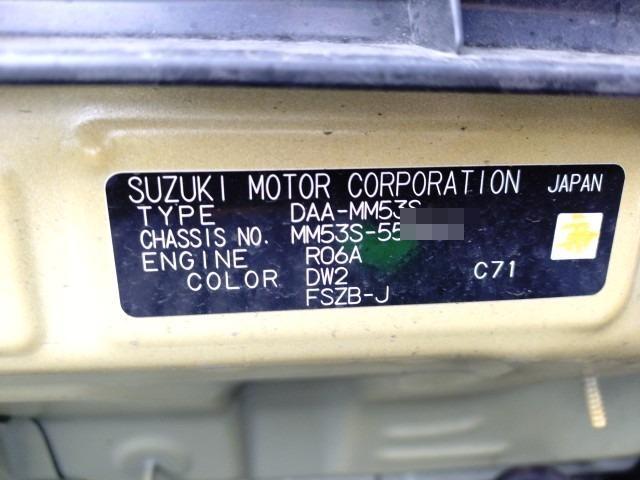 SUZUKI MOTOR CORPORATION JAPAN
TYPE DAA-MM53S
CHASSIS NO. MM53S-55
ENGINE R06A
COLOR DW2 C71
FSZB-J